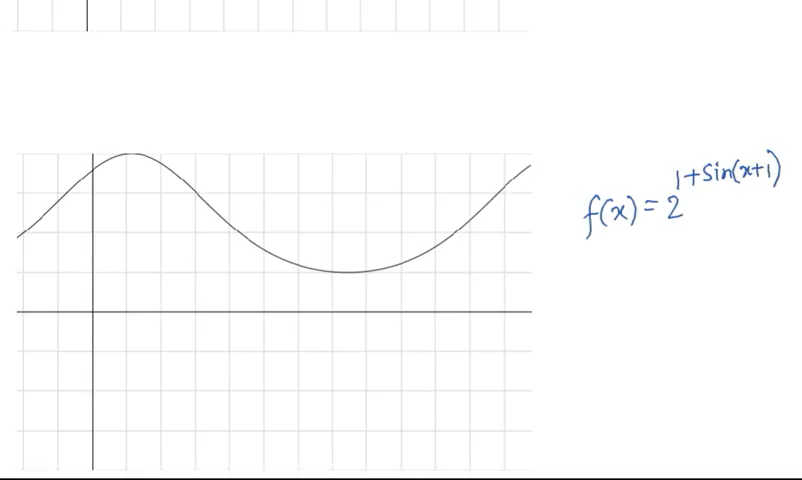 f(x) = 2^{1+sin(x+1)}